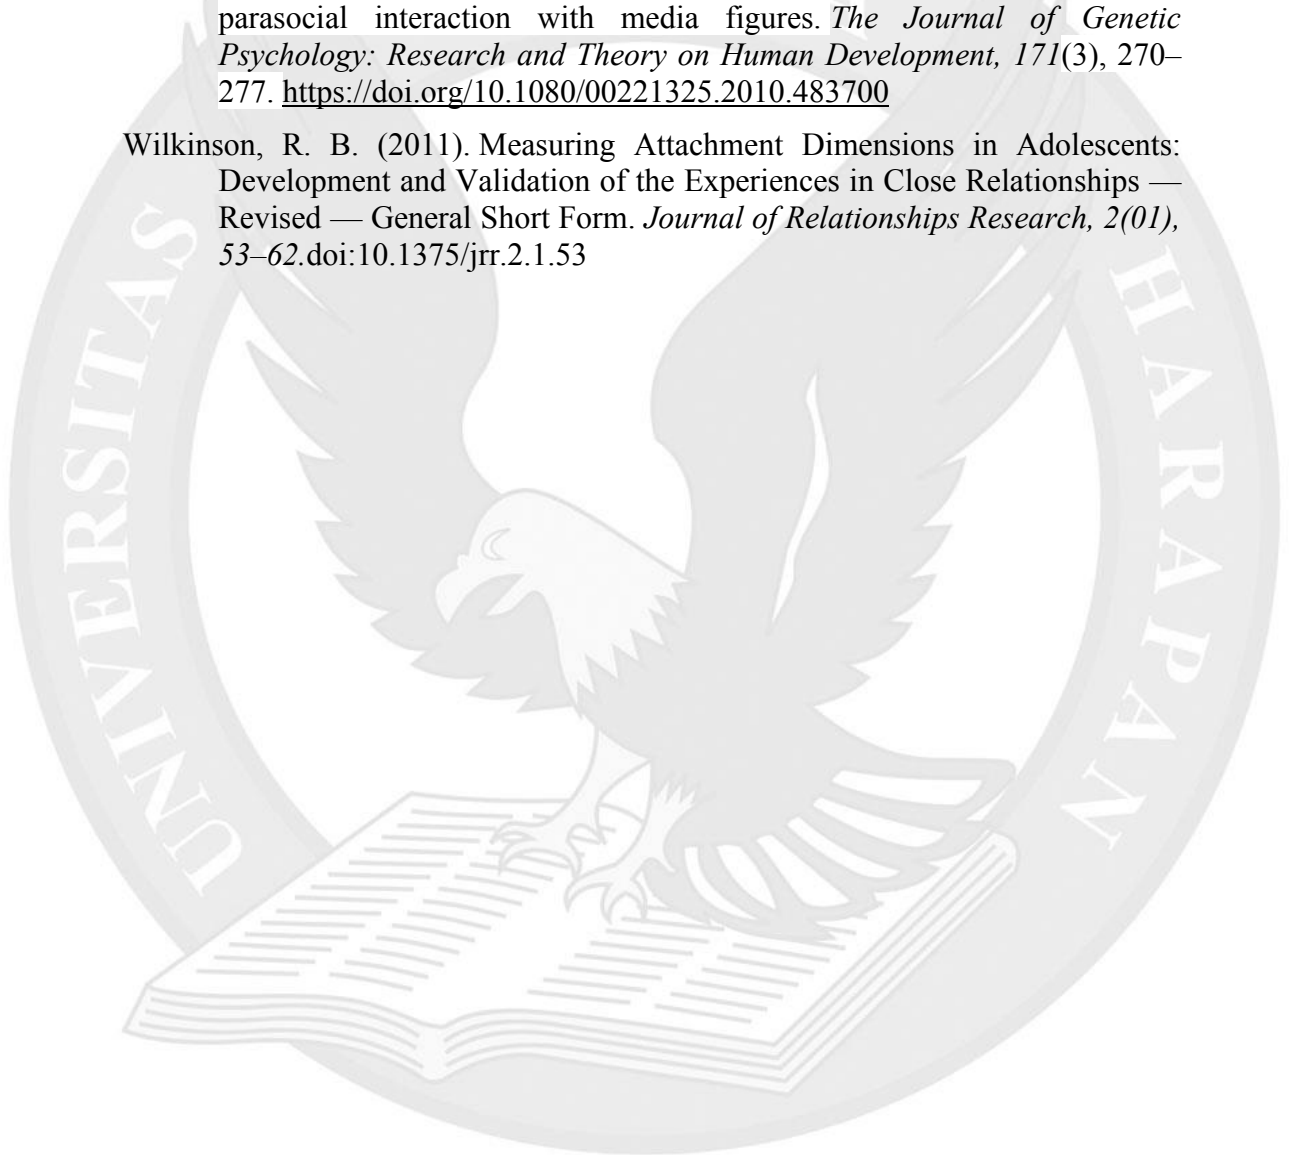 parasocial interaction with media figures. The Journal of Genetic
Psychology: Research and Theory on Human Development, 171(3), 270–
277. https://doi.org/10.1080/00221325.2010.483700
Wilkinson, R. B. (2011). Measuring Attachment Dimensions in Adolescents:
Development and Validation of the Experiences in Close Relationships —
Revised — General Short Form. Journal of Relationships Research, 2(01),
53–62.doi:10.1375/jrr.2.1.53
UNIVERSITAS
HARAPAN